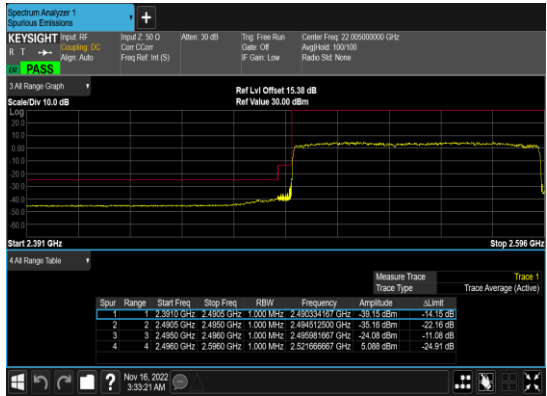 Spectrum Analyzer 1
Spurious Emissions
+
KEYSIGHT Input: RF Input Z: 50 Ω Atten: 30 dB Trig: Free Run Center Freq: 22.005000000 GHz
R T Coupling: DC Corr CCorr Gate: Off Avg|Hold: 100/100
Align: Auto Freq Ref: Int (S) IF Gain: Low Radio Std: None
PASS
3 All Range Graph
Ref Lvl Offset 15.38 dB
Scale/Div 10.0 dB Ref Value 30.00 dBm
Log
20.0
10.0
0.00
-10.0
-20.0
-30.0
-40.0
-50.0
-60.0
Start 2.391 GHz Stop 2.596 GHz
4 All Range Table
Measure Trace Trace 1
Trace Type Trace Average (Active)
Spur Range Start Freq Stop Freq RBW Frequency Amplitude ΔLimit
1 1 2.3910 GHz 2.4905 GHz 1.000 MHz 2.490334167 GHz -39.15 dBm -14.15 dB
2 2 2.4905 GHz 2.4950 GHz 1.000 MHz 2.494512500 GHz -35.16 dBm -22.16 dB
3 3 2.4950 GHz 2.4960 GHz 1.000 MHz 2.495981667 GHz -24.08 dBm -11.08 dB
4 4 2.4960 GHz 2.5960 GHz 1.000 MHz 2.521666667 GHz 5.088 dBm -24.91 dB
? Nov 16, 2022
3:33:21 AM